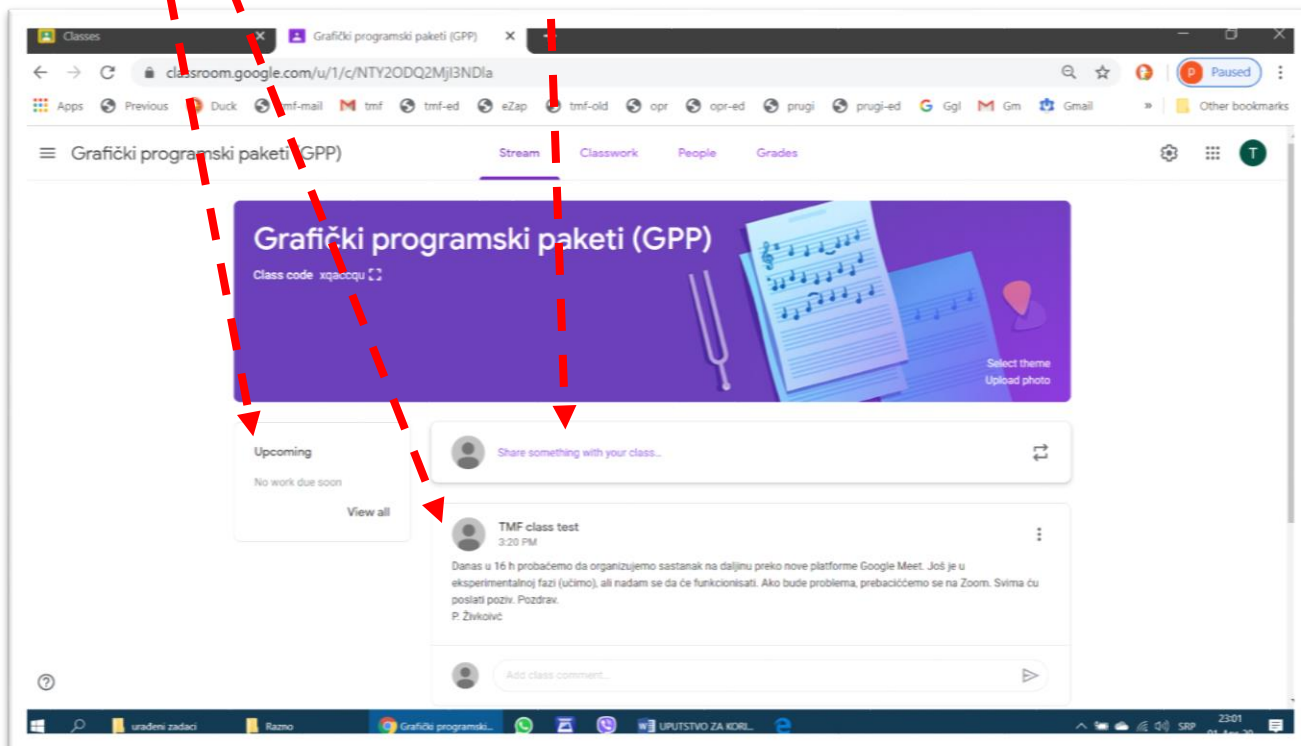 Classes
Grafički programski paketi (GPP)
classroom.google.com/u/1/c/NTY2ODQ2MjI3NDla
Paused
Apps Previous Duck tmf-mail tmf tmf-ed eZap tmf-old opr opr-ed prugi prugi-ed Ggl Gm Gmail » Other bookmarks
Grafički programski paketi (GPP)
Stream Classwork People Grades
T
Grafički programski paketi (GPP)
Class code xqaccqu
Select theme
Upload photo
Upcoming
No work due soon
View all
Share something with your class...
TMF class test
3:20 PM
Danas u 16 h probaćemo da organizujemo sastanak na daljinu preko nove platforme Google Meet. Još je u
eksperimentalnoj fazi (učimo), ali nadam se da će funkcionisati. Ako bude problema, prebaciććemo se na Zoom. Svima ću
poslati poziv. Pozdrav.
P. Živkoivć
Add class comment...
urađeni zadaci Razno Grafički programski... UPUTSTVO ZA KORI... SRP 23:01